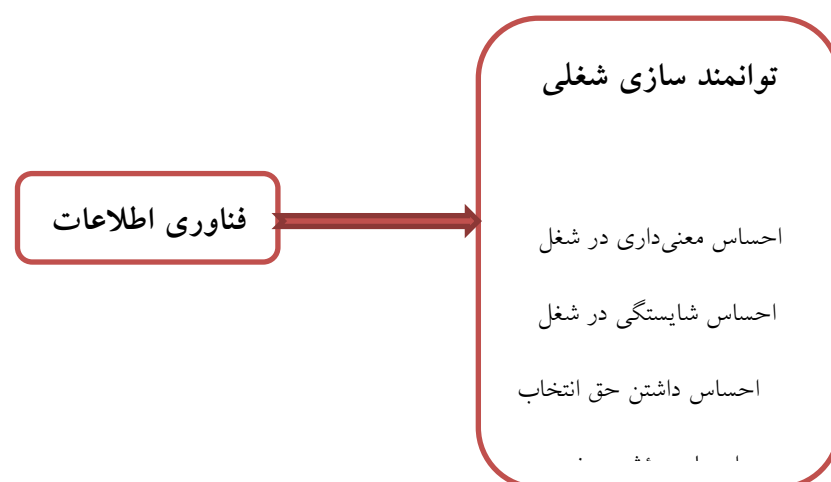 توانمند سازی شغلی
فناوری اطلاعات
احساس معنی‌داری در شغل
احساس شایستگی در شغل
احساس داشتن حق انتخاب